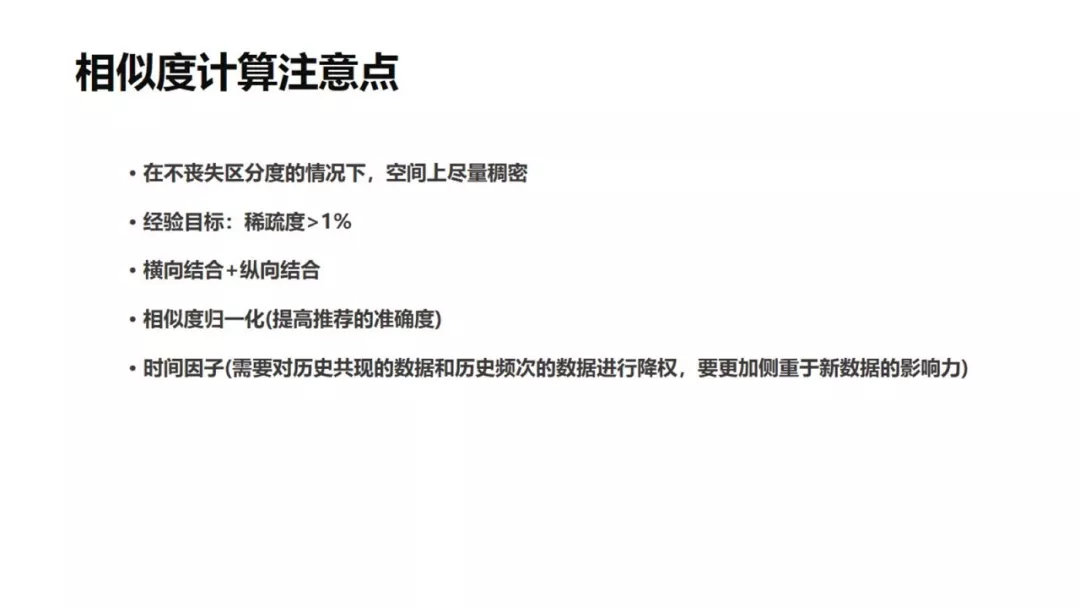 相似度计算注意点
• 在不丧失区分度的情况下，空间上尽量稠密
• 经验目标：稀疏度>1%
• 横向结合+纵向结合
• 相似度归一化(提高推荐的准确度)
• 时间因子(需要对历史共现的数据和历史频次的数据进行降权，要更加侧重于新数据的影响力)